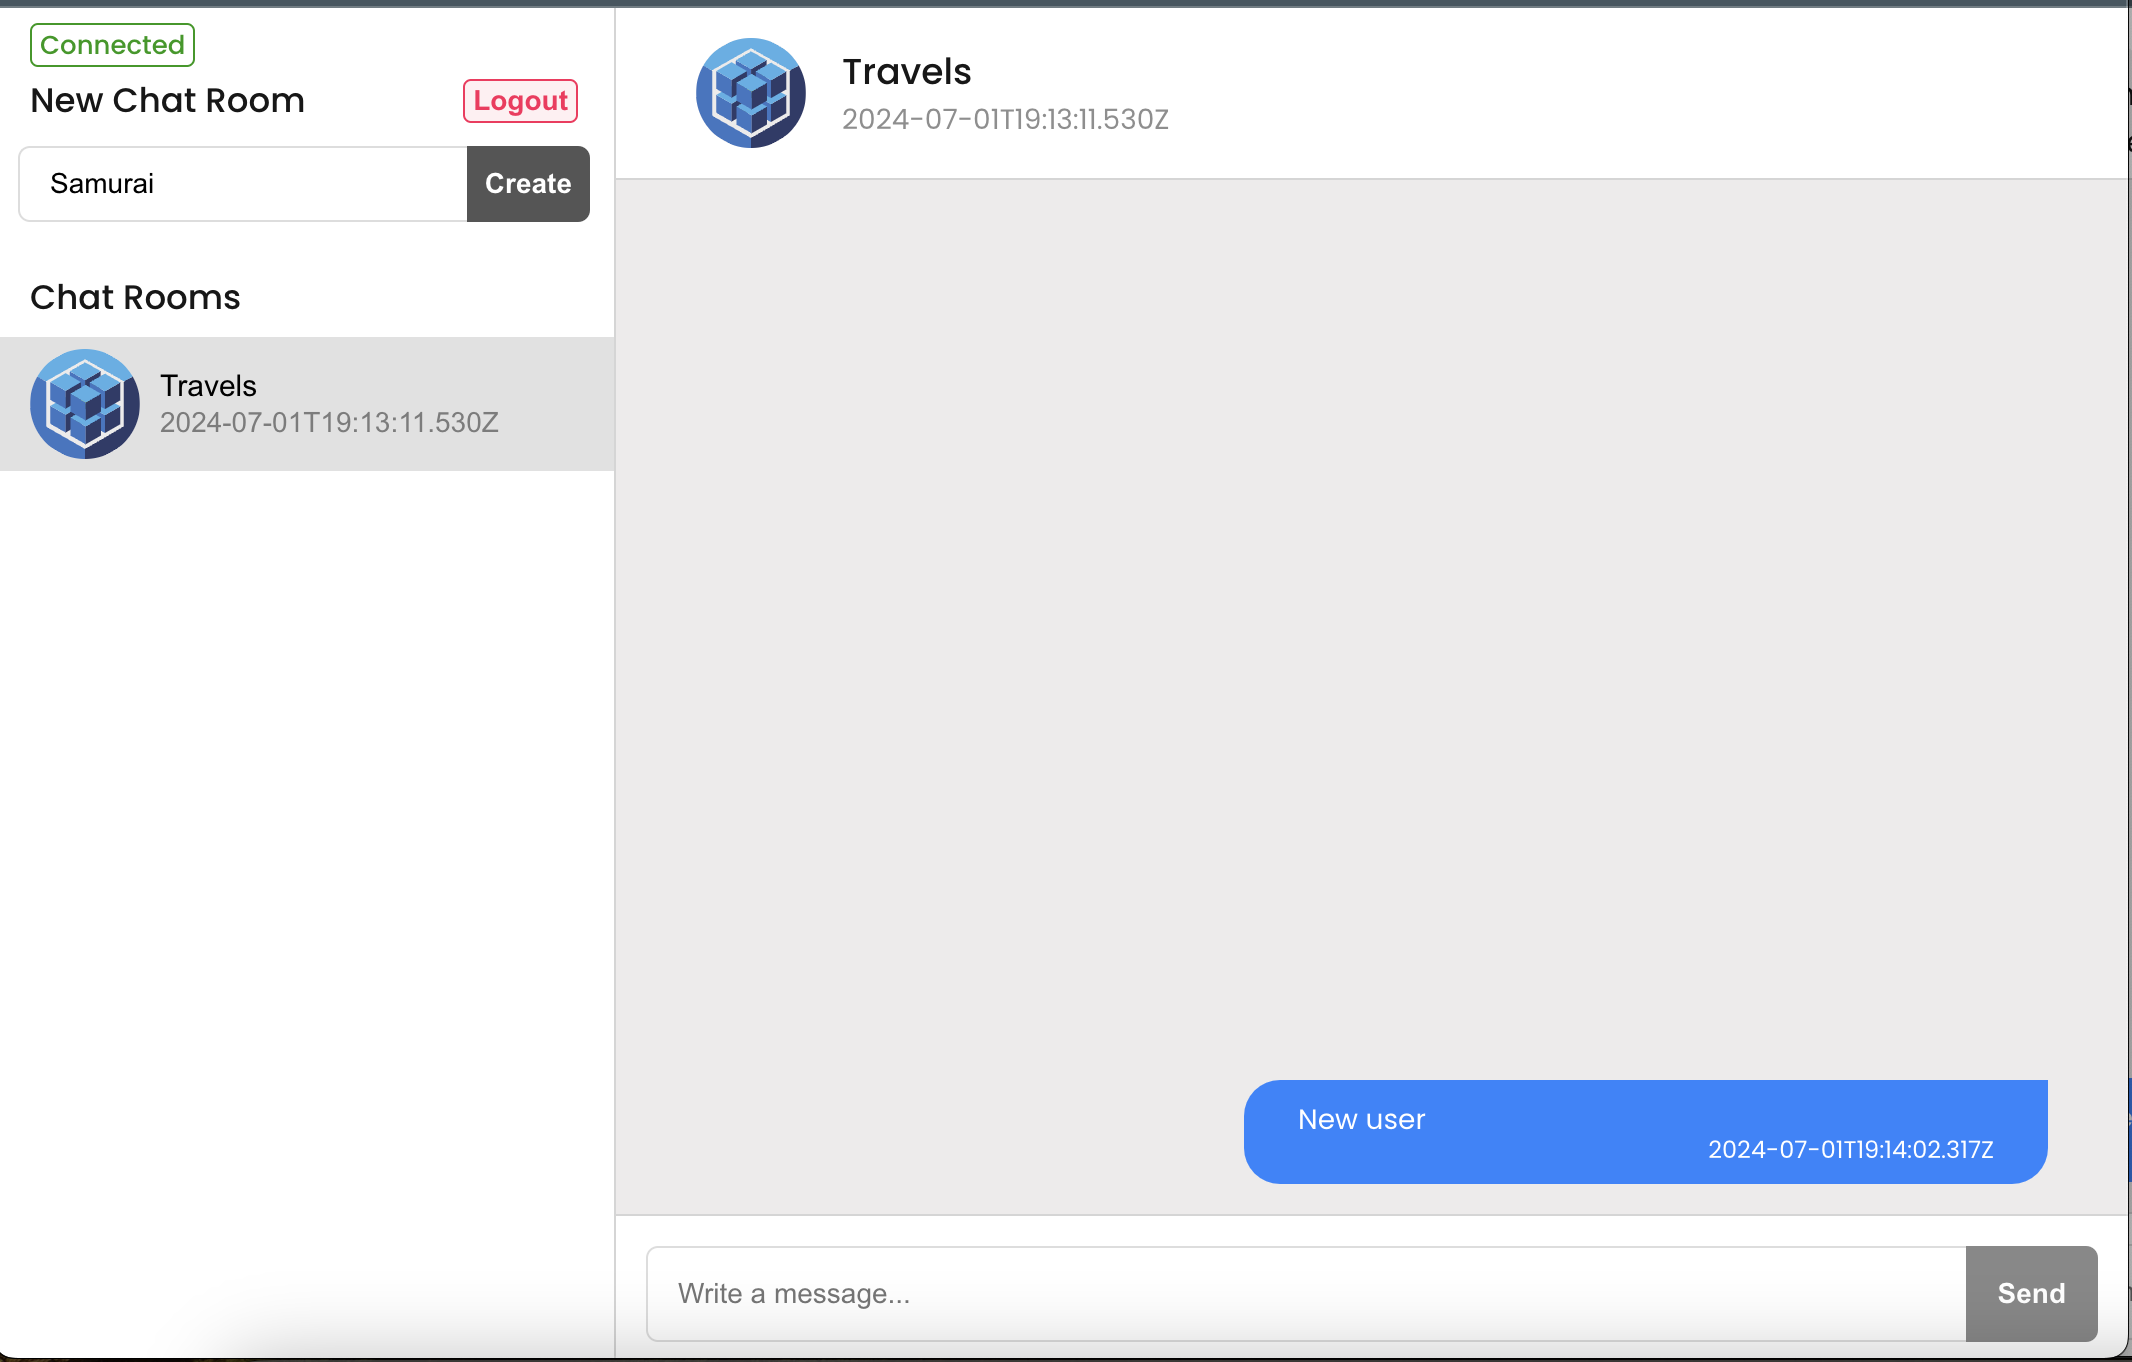 Connected
New Chat Room
Logout
Samurai
Create
Chat Rooms
Travels
2024-07-01T19:13:11.530Z
Travels
2024-07-01T19:13:11.530Z
New user
2024-07-01T19:14:02.317Z
Write a message...
Send